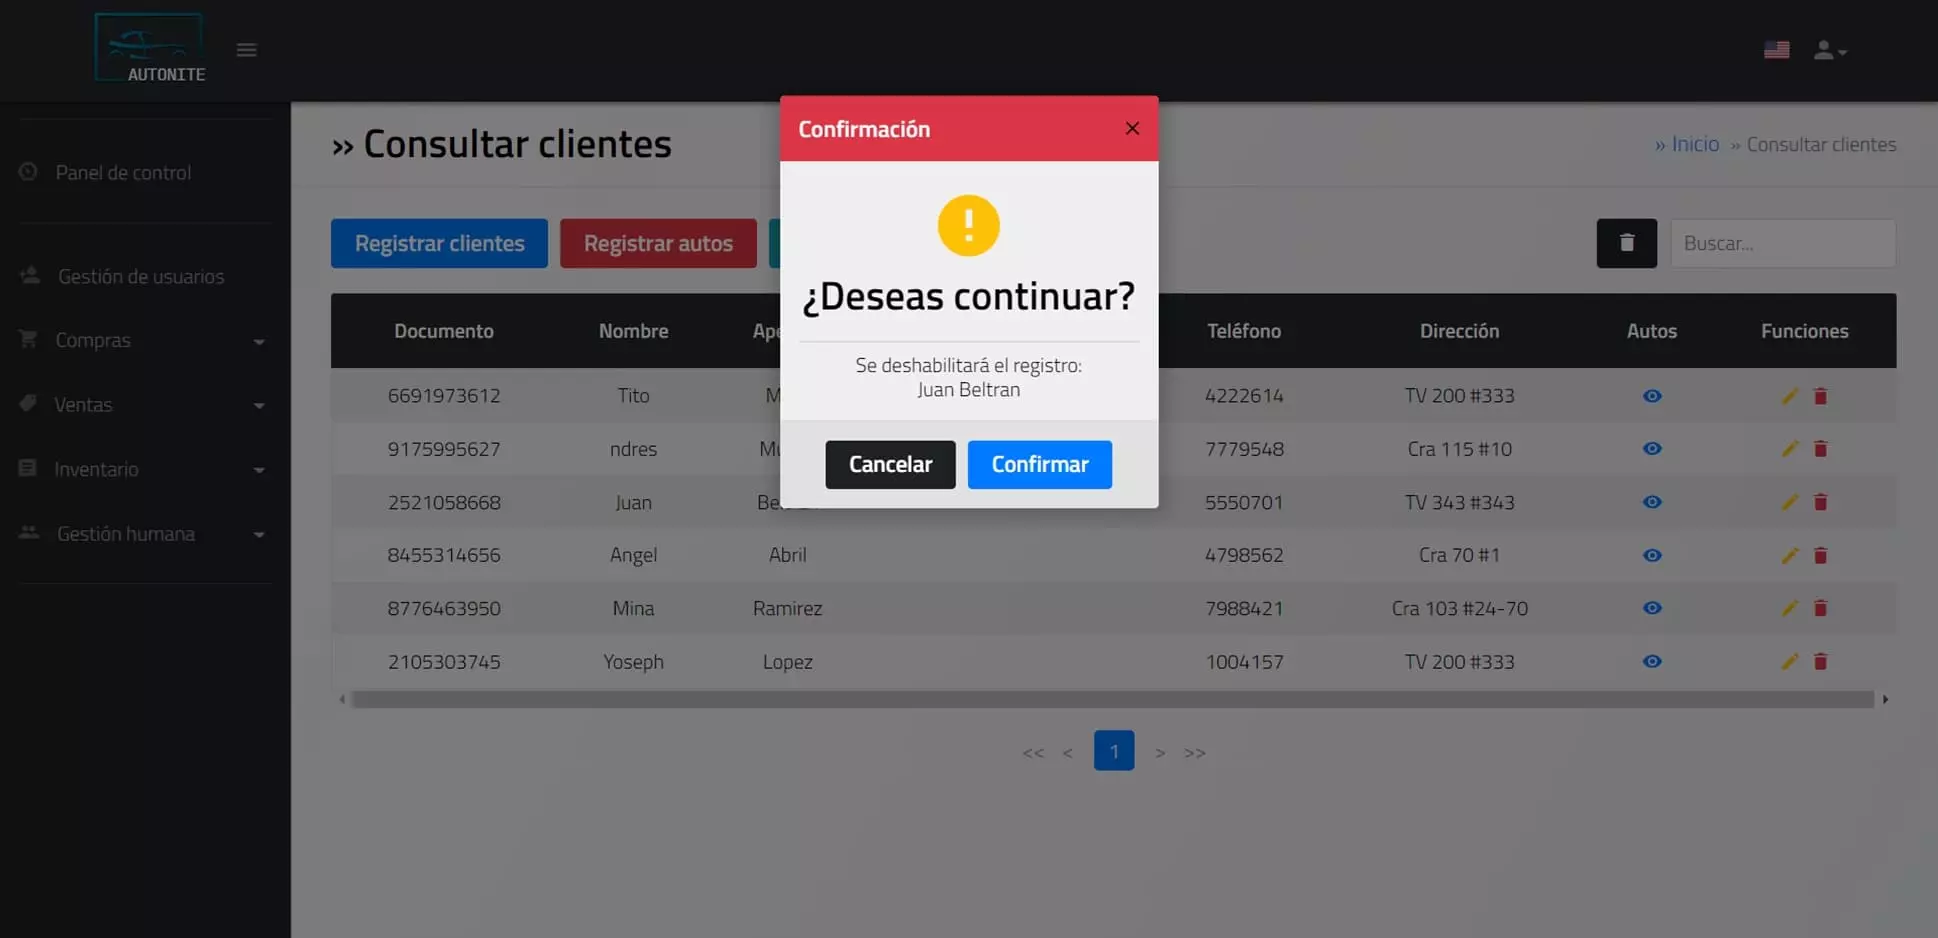 AUTONITE
Confirmación
» Consultar clientes
» Inicio » Consultar clientes
Panel de control
Registrar clientes
Registrar autos
Buscar...
Gestión de usuarios
¿Deseas continuar?
Documento Nombre Teléfono Dirección Autos Funciones
Compras
Se deshabilitará el registro:
Juan Beltran
6691973612 Tito 4222614 TV 200 #333
Ventas
9175995627 ndres 7779548 Cra 115 #10
Cancelar
Confirmar
Inventario
2521058668 Juan 5550701 TV 343 #343
Gestión humana
8455314656 Angel Abril 4798562 Cra 70 #1
8776463950 Mina Ramirez 7988421 Cra 103 #24-70
2105303745 Yoseph Lopez 1004157 TV 200 #333
<< < 1 > >>